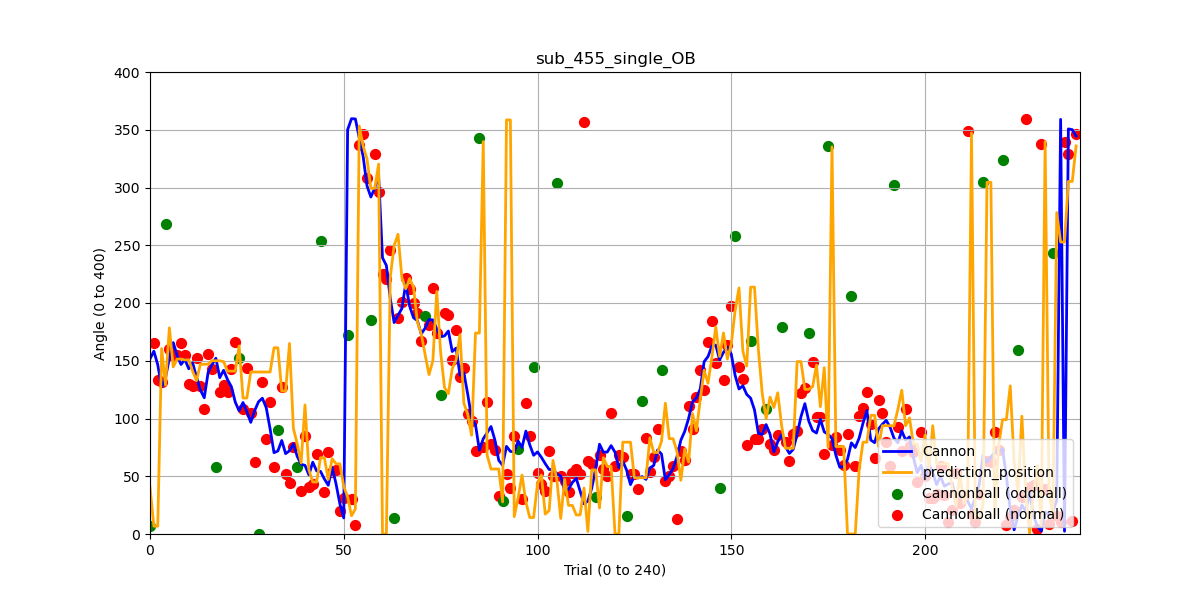 sub_455_single_OB
Angle (0 to 400)
400
350
300
250
200
150
100
50
0
0 50 100 150 200
Trial (0 to 240)
Cannon
prediction_position
Cannonball (oddball)
Cannonball (normal)